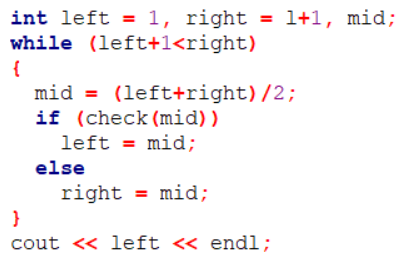 int left = 1, right = l+1, mid;
while (left+1<right)
{
  mid = (left+right)/2;
  if (check(mid))
    left = mid;
  else
    right = mid;
}
cout << left << endl;